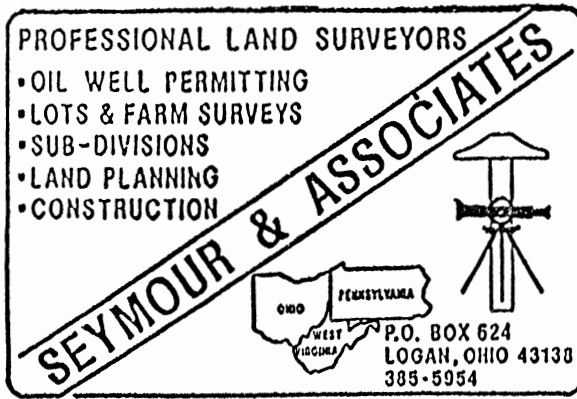 PROFESSIONAL LAND SURVEYORS
•OIL WELL PERMITTING
•LOTS & FARM SURVEYS
•SUB-DIVISIONS
•LAND PLANNING
•CONSTRUCTION
SEYMOUR & ASSOCIATES
OHIO
PENNSYLVANIA
WEST
VIRGINIA
P.O. BOX 624
LOGAN, OHIO 43138
385-5954